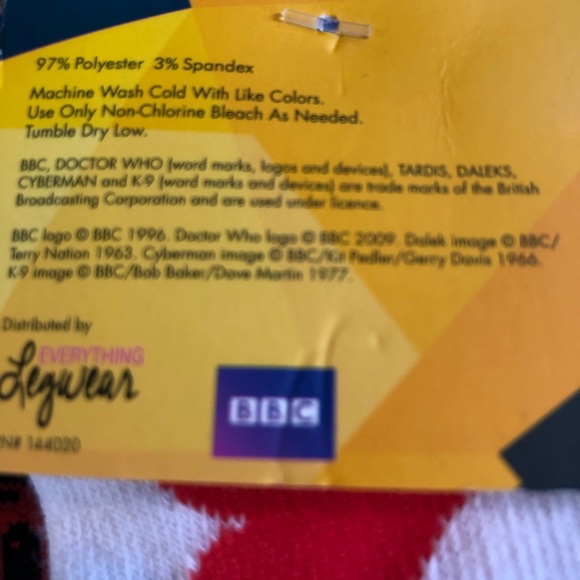 97% Polyester 3% Spandex
Machine Wash Cold With Like Colors.
Use Only Non-Chlorine Bleach As Needed.
Tumble Dry Low.
BBC, DOCTOR WHO (word marks, logos and devices), TARDIS, DALEKS,
CYBERMAN and K-9 (word marks and devices) are trade marks of the British
Broadcasting Corporation and are used under licence.
BBC logo © BBC 1996. Doctor Who logo © BBC 2009. Dalek image © BBC/
Terry Nation 1963. Cyberman image © BBC/Kit Pedler/Gerry Davis 1966.
K-9 image © BBC/Bob Baker/Dave Martin 1977.
Distributed by
EVERYTHING
Legwear
BBC
RN# 144020